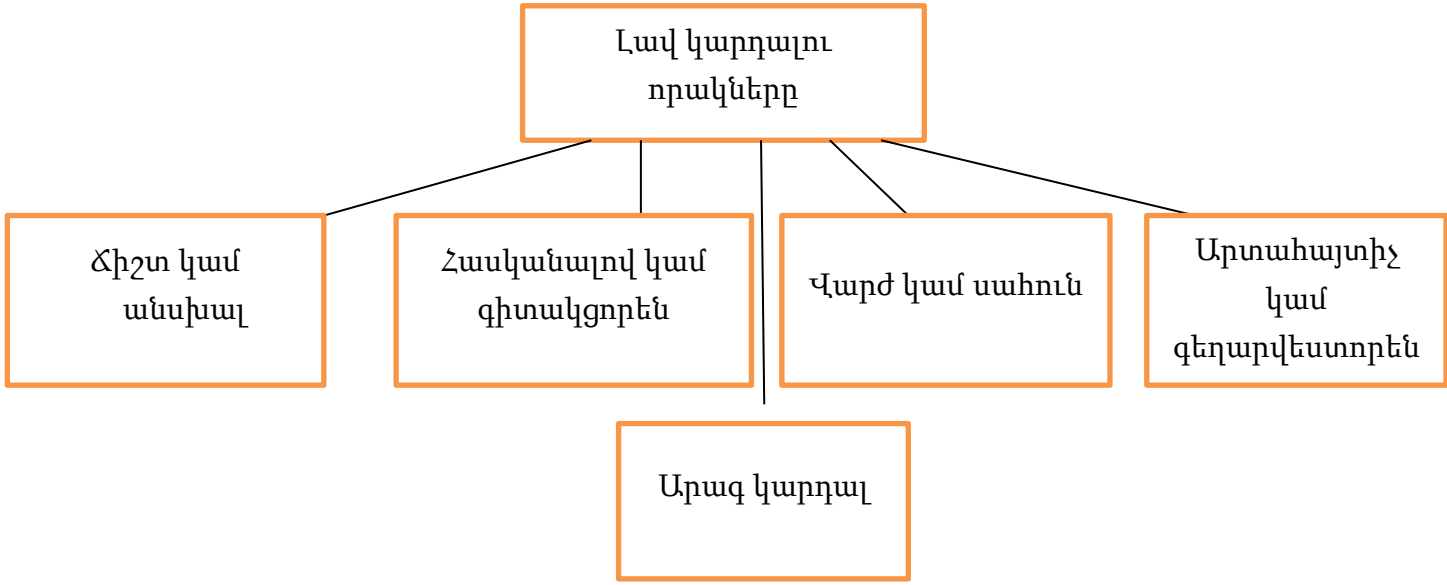 Լավ կարդալու
որակները
Ճիշտ կամ
անսխալ
Հասկանալով կամ
գիտակցորեն
Վարժ կամ սահուն
Արտահայտիչ
կամ
գեղարվեստորեն
Արագ կարդալ